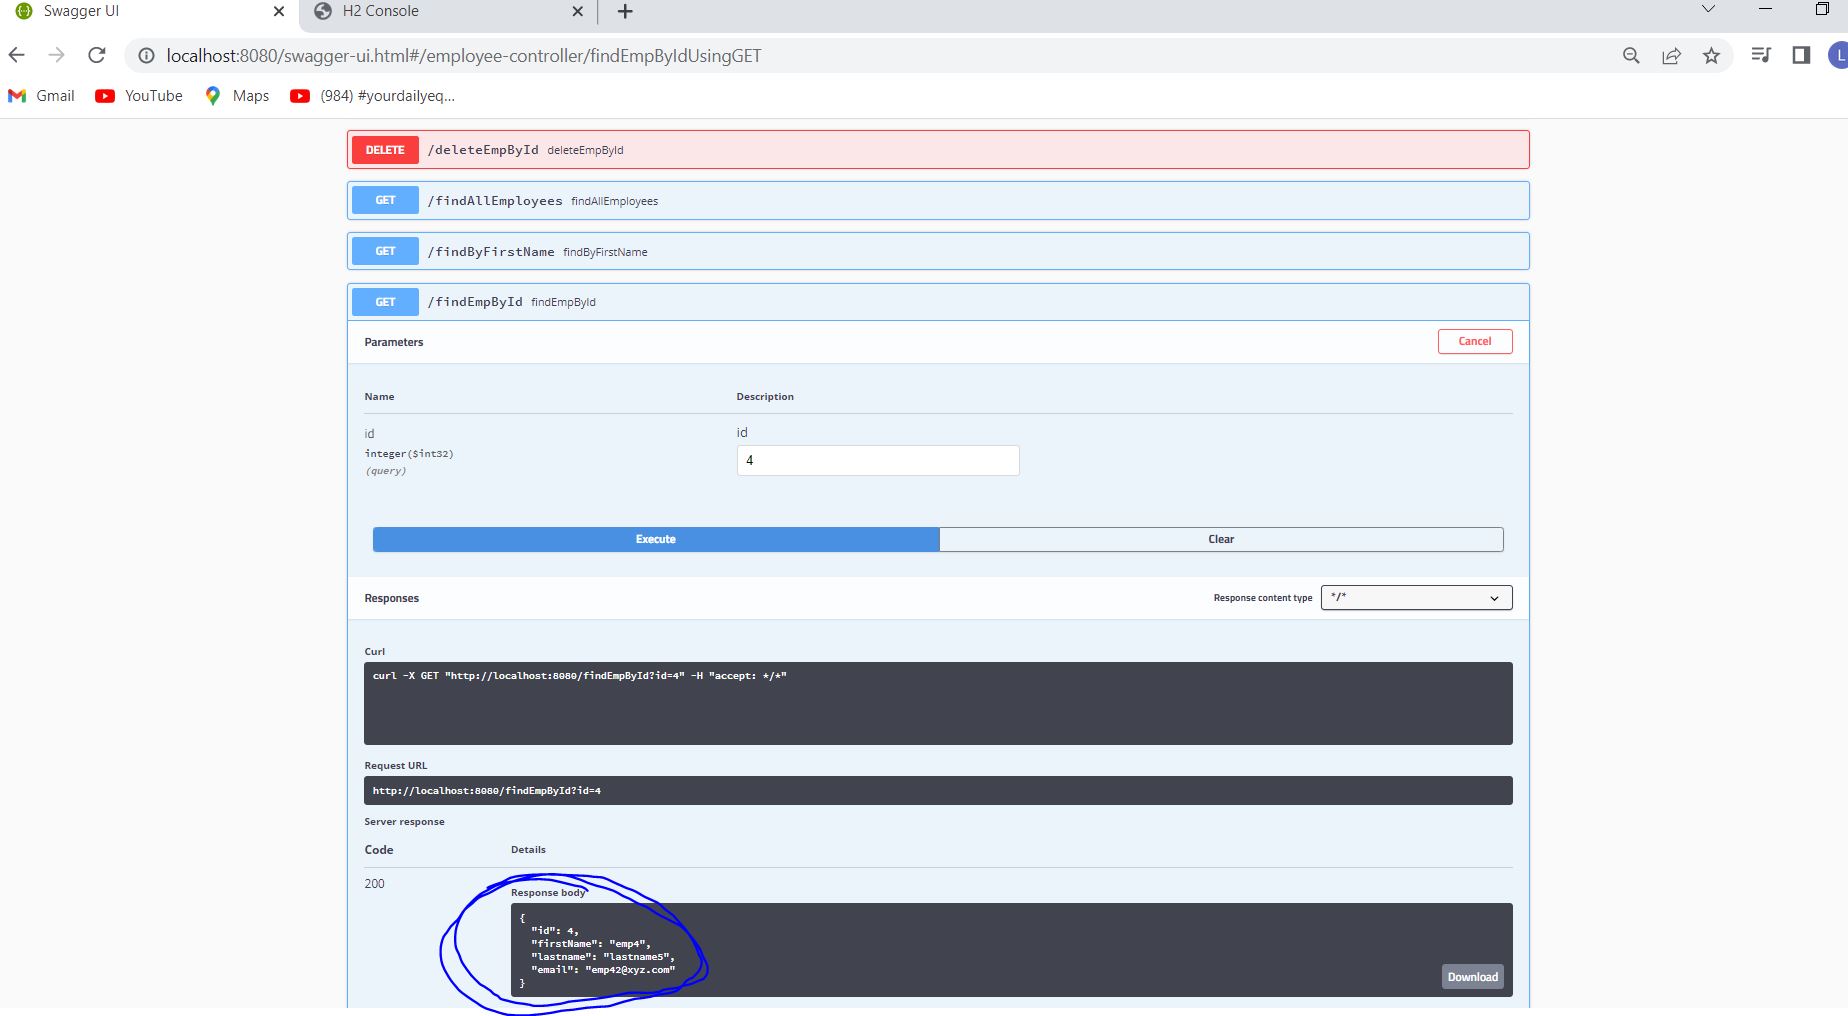 Swagger UI
H2 Console
localhost:8080/swagger-ui.html#/employee-controller/findEmpByIdUsingGET
L
Gmail YouTube Maps (984) #yourdailyeq...
DELETE /deleteEmpById deleteEmpById
GET /findAllEmployees findAllEmployees
GET /findByFirstName findByFirstName
GET /findEmpById findEmpById
Parameters Cancel
Name Description
id id
integer($int32)
(query)
4
Execute Clear
Responses Response content type */*
Curl
curl -X GET "http://localhost:8080/findEmpById?id=4" -H "accept: */*"
Request URL
http://localhost:8080/findEmpById?id=4
Server response
Code Details
200
Response body
{
"id": 4,
"firstName": "emp4",
"lastname": "lastname5",
"email": "emp42@xyz.com"
}
Download